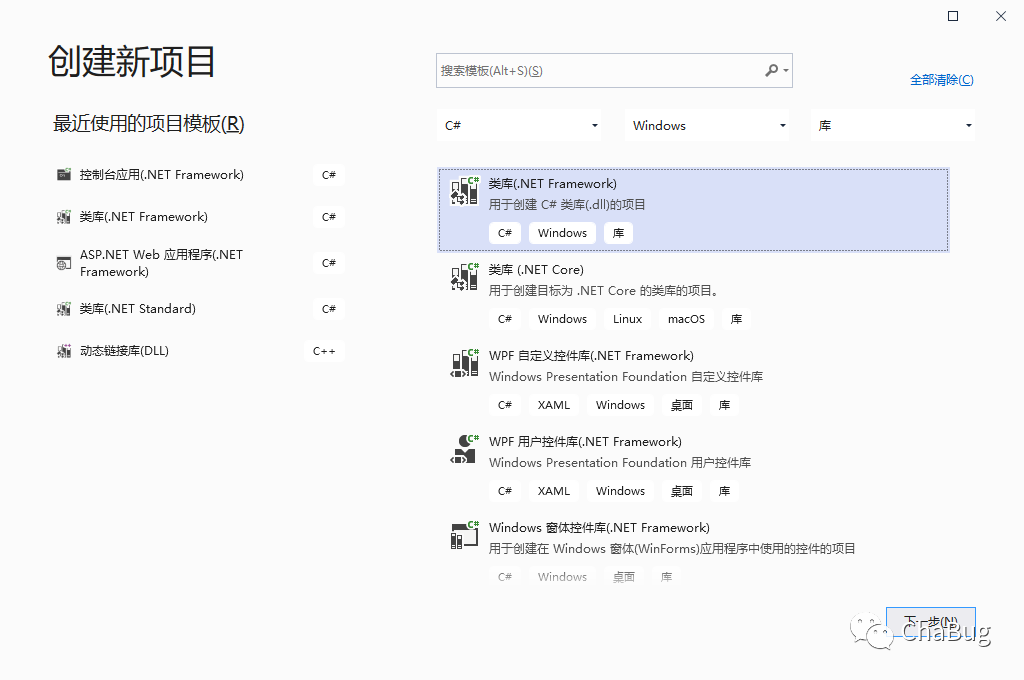 创建新项目
最近使用的项目模板(R)
控制台应用(.NET Framework)
C#
类库(.NET Framework)
C#
ASP.NET Web 应用程序(.NET
Framework)
C#
类库(.NET Standard)
C#
动态链接库(DLL)
C++
搜索模板(Alt+S)(S)
全部清除(C)
C#
Windows
库
类库(.NET Framework)
用于创建 C# 类库(.dll)的项目
C# Windows 库
类库 (.NET Core)
用于创建目标为 .NET Core 的类库的项目。
C# Windows Linux macOS 库
WPF 自定义控件库(.NET Framework)
Windows Presentation Foundation 自定义控件库
C# XAML Windows 桌面 库
WPF 用户控件库(.NET Framework)
Windows Presentation Foundation 用户控件库
C# XAML Windows 桌面 库
Windows 窗体控件库(.NET Framework)
用于创建在 Windows 窗体(WinForms)应用程序中使用的控件的项目
C# Windows 桌面 库
下一步(N)
ChaBug